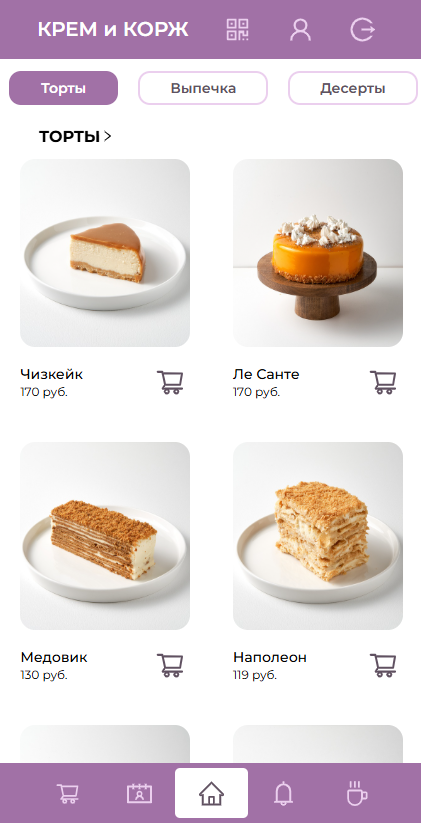 КРЕМ и КОРЖ
Торты Выпечка Десерты
ТОРТЫ
Чизкейк Ле Санте
170 руб. 170 руб.
Медовик Наполеон
130 руб. 119 руб.